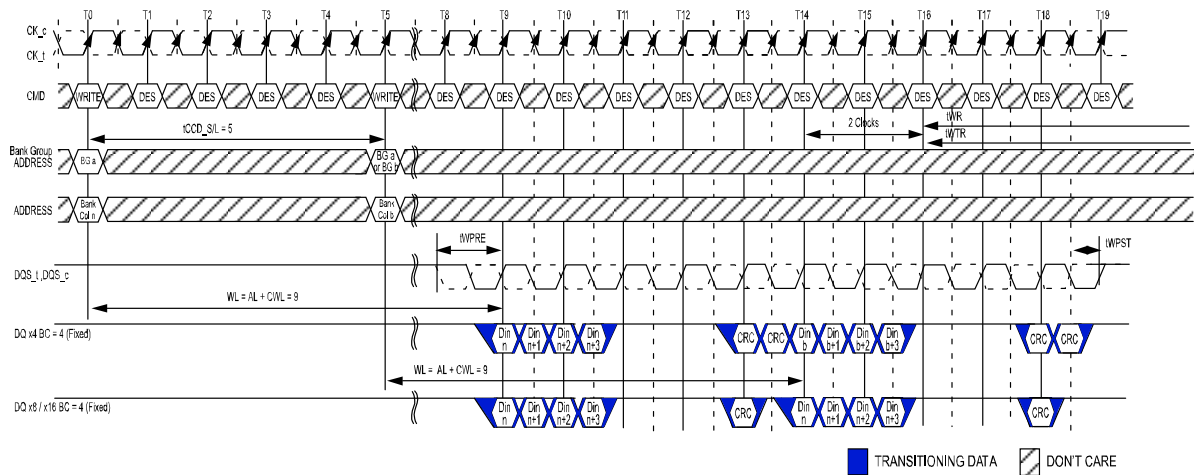 T0 T1 T2 T3 T4 T5 T8 T9 T10 T11 T12 T13 T14 T15 T16 T17 T18 T19
CK_c
CK_t
CMD WRITE DES DES DES DES WRITE DES DES DES DES DES DES DES DES DES DES DES DES
tCCD_S/L = 5
2 Clocks
tWR
tWTR
Bank Group
ADDRESS
BG a
BG a
or BG b
ADDRESS
Bank
Col n
Bank
Col b
tWPRE
tWPST
DQS_t ,DQS_c
WL = AL + CWL = 9
DQ x4 BC = 4 (Fixed)
Din n Din n+1 Din n+2 Din n+3 CRC CRC Din b Din b+1 Din b+2 Din b+3 CRC CRC
WL = AL + CWL = 9
DQ x8 / x16 BC = 4 (Fixed)
Din n Din n+1 Din n+2 Din n+3 CRC Din n Din n+1 Din n+2 Din n+3 CRC
TRANSITIONING DATA
DON'T CARE